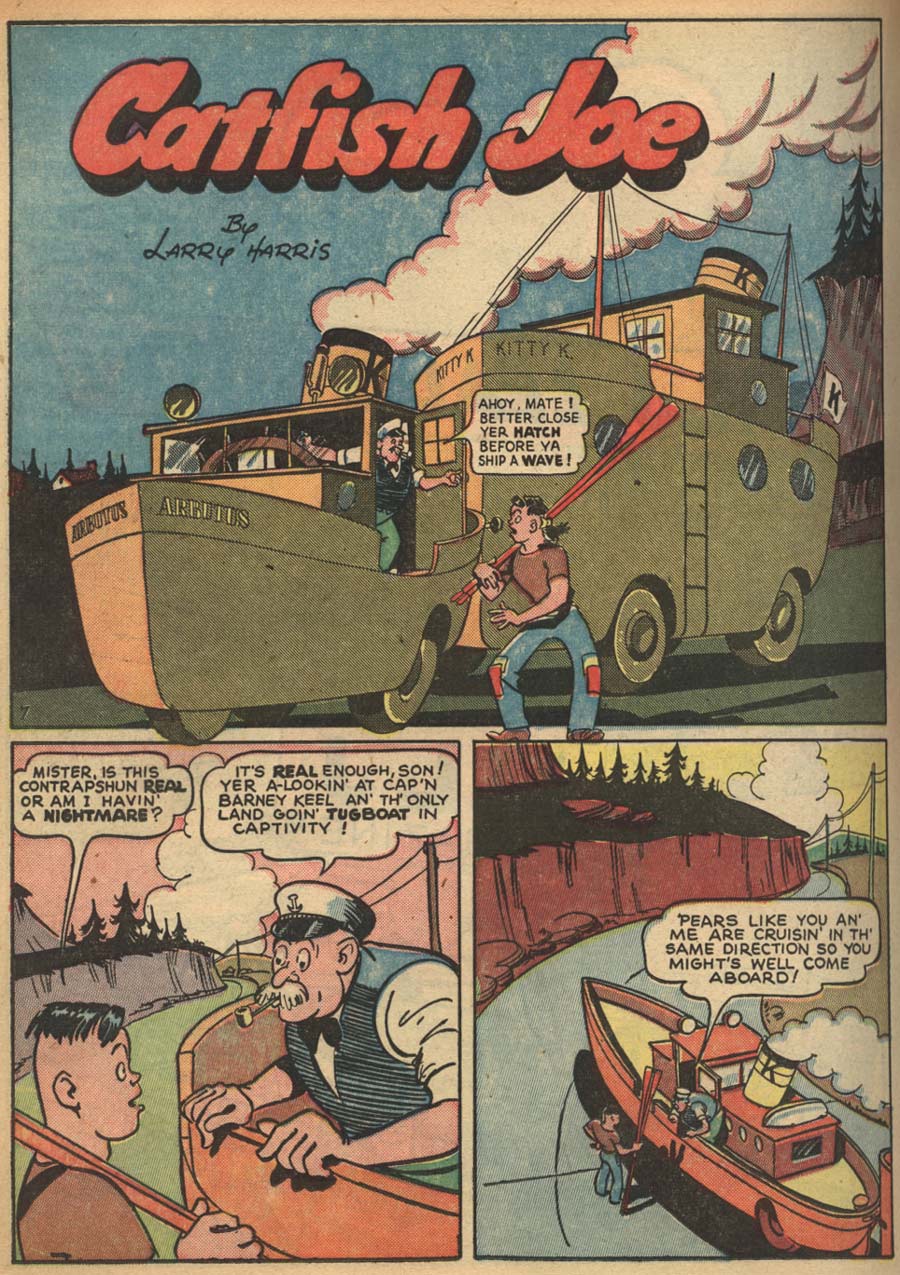 Catfish Joe
By
LARRY HARRIS
K
K
KITTY K
KITTY K.
K
AHOY, MATE!
BETTER CLOSE
YER HATCH
BEFORE YA
SHIP A WAVE!
ARBUTUS
ARBUTUS
7
MISTER, IS THIS
CONTRAPSHUN REAL
OR AM I HAVIN'
A NIGHTMARE?
IT'S REAL ENOUGH, SON!
YER A-LOOKIN' AT CAP'N
BARNEY KEEL AN' TH' ONLY
LAND GOIN' TUGBOAT IN
CAPTIVITY!
'PEARS LIKE YOU AN'
ME ARE CRUISIN' IN TH'
SAME DIRECTION SO YOU
MIGHT'S WELL COME
ABOARD!
K